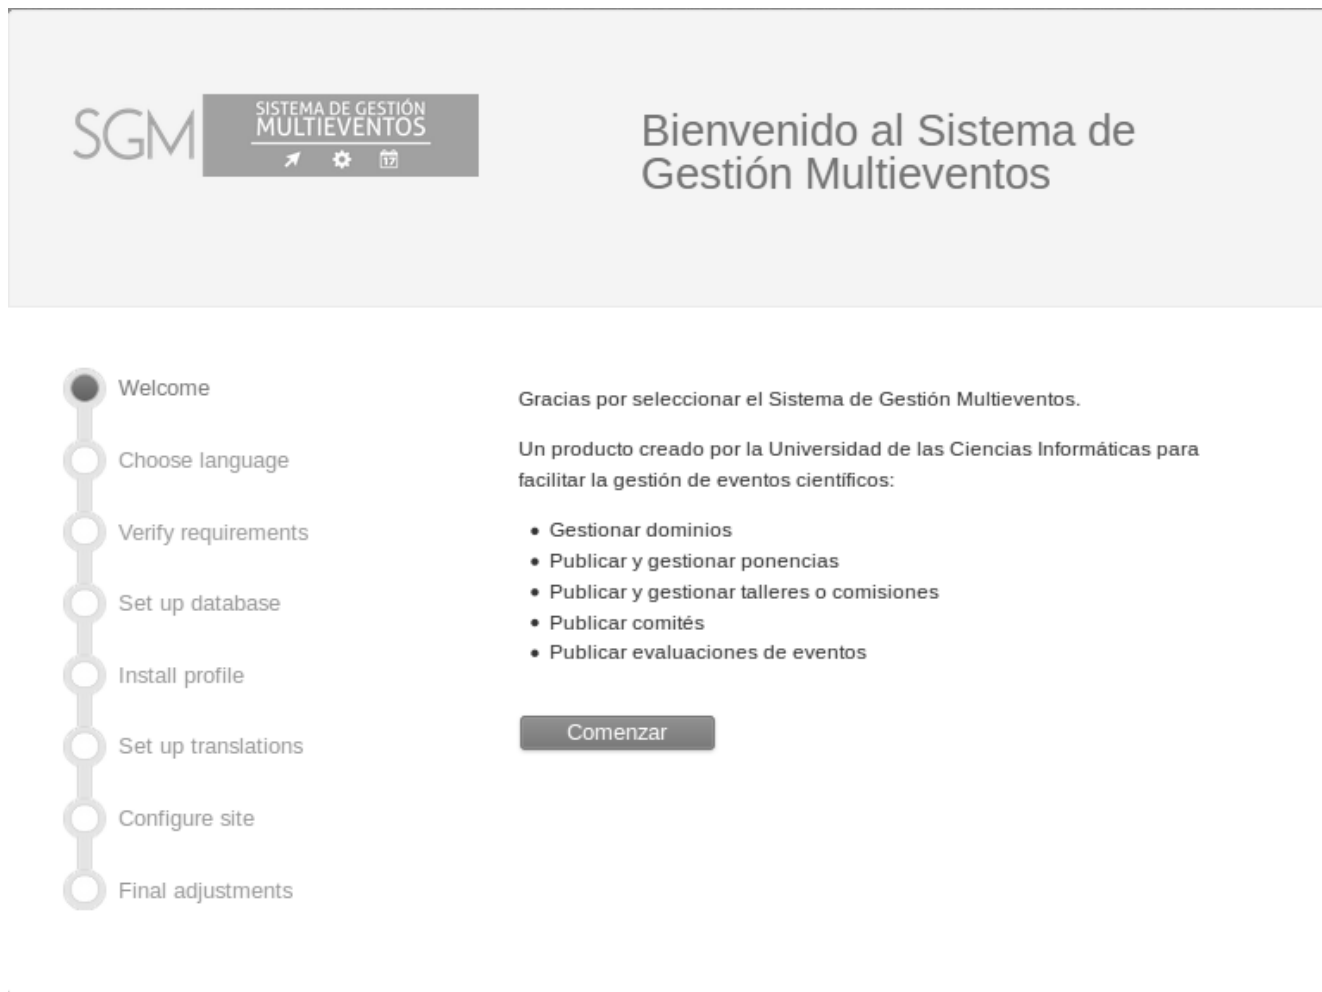 SGM
SISTEMA DE GESTIÓN
MULTIEVENTOS
17
Bienvenido al Sistema de
Gestión Multieventos
Welcome
Choose language
Verify requirements
Set up database
Install profile
Set up translations
Configure site
Final adjustments
Gracias por seleccionar el Sistema de Gestión Multieventos.
Un producto creado por la Universidad de las Ciencias Informáticas para
facilitar la gestión de eventos científicos:
• Gestionar dominios
• Publicar y gestionar ponencias
• Publicar y gestionar talleres o comisiones
• Publicar comités
• Publicar evaluaciones de eventos
Comenzar